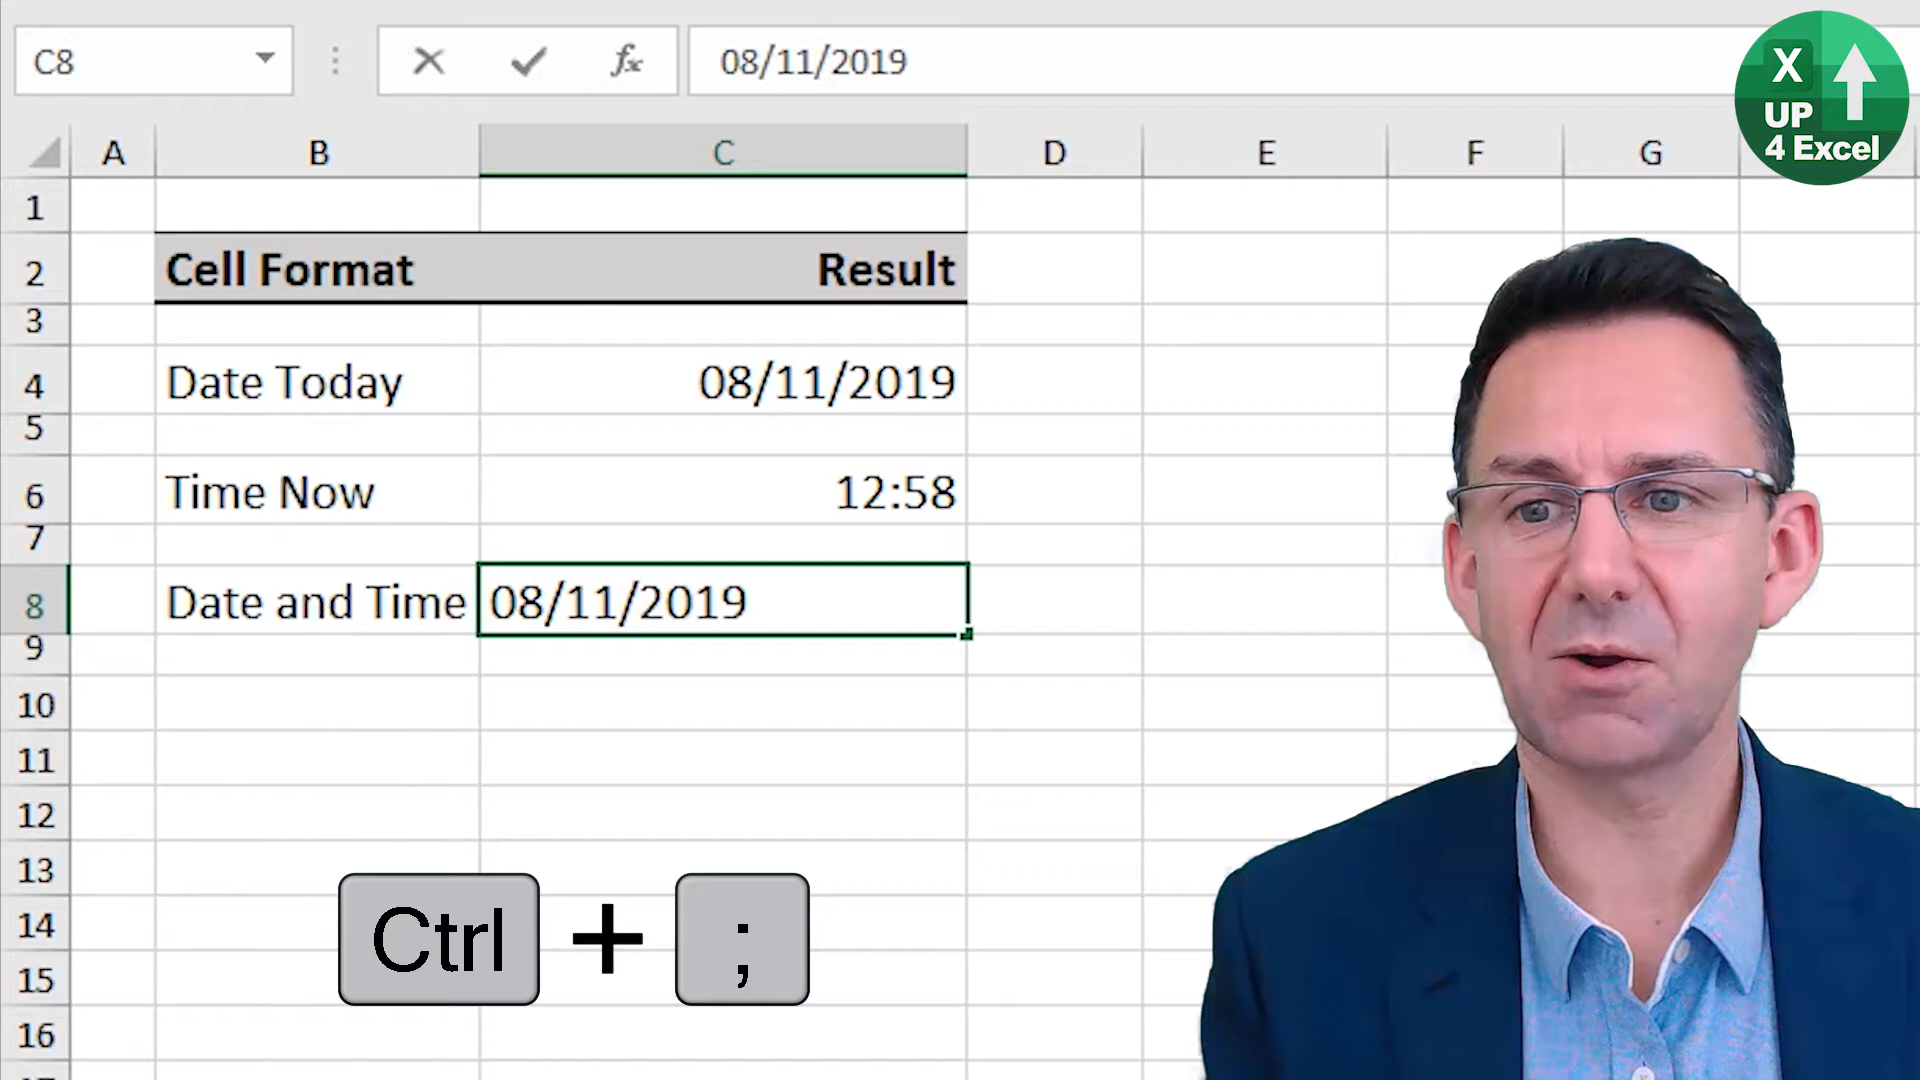 C8
fx
08/11/2019
X
UP
4 Excel
A B C D E F G
1
2 Cell Format Result
3
4 Date Today 08/11/2019
5
6 Time Now 12:58
7
8 Date and Time 08/11/2019
9
10
11
12
13
14
15
16
Ctrl + ;